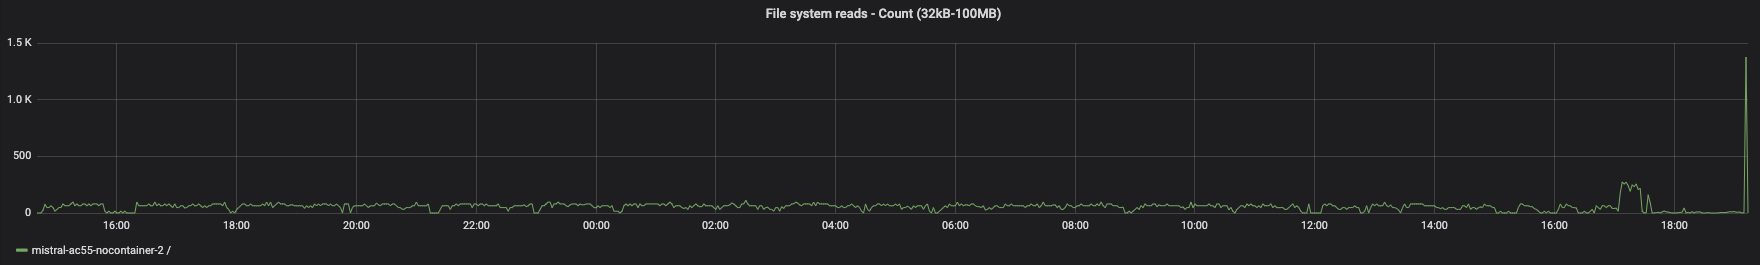 File system reads - Count (32kB-100MB)
1.5 K
1.0 K
500
0
16:00 18:00 20:00 22:00 00:00 02:00 04:00 06:00 08:00 10:00 12:00 14:00 16:00 18:00
mistral-ac55-nocontainer-2 /